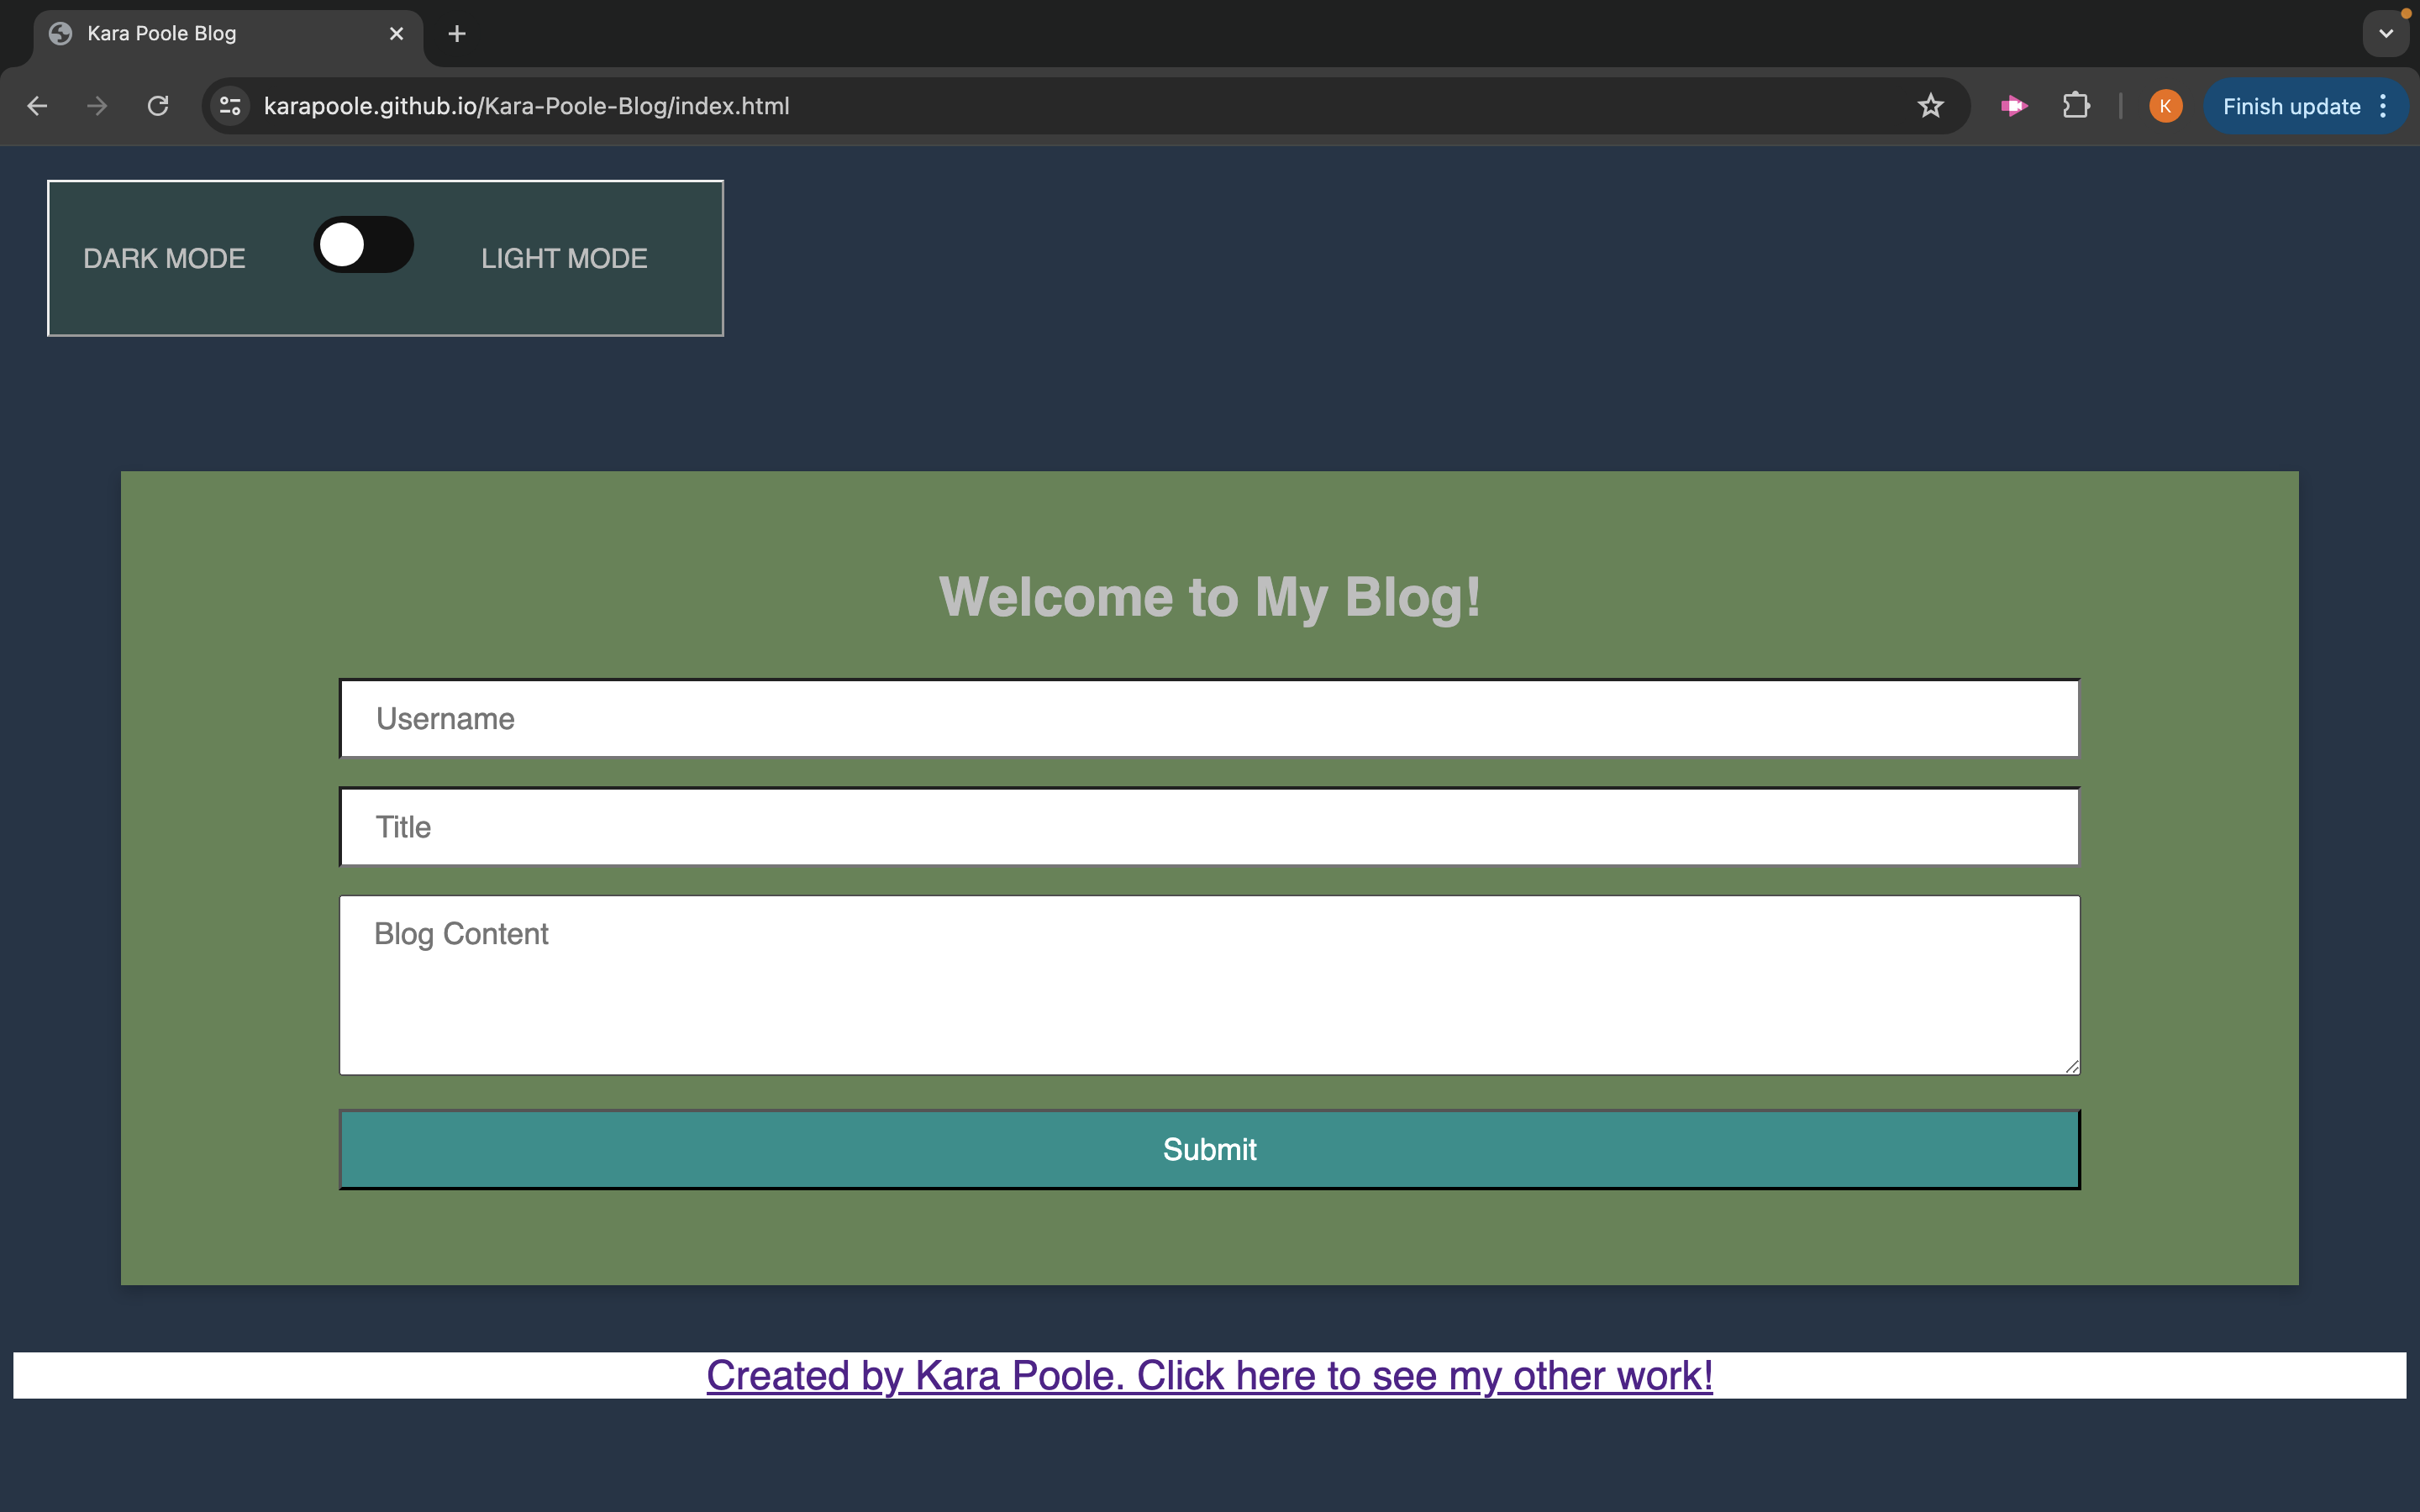 Kara Poole Blog
karapoole.github.io/Kara-Poole-Blog/index.html
K
Finish update
DARK MODE
LIGHT MODE
Welcome to My Blog!
Username
Title
Blog Content
Submit
Created by Kara Poole. Click here to see my other work!